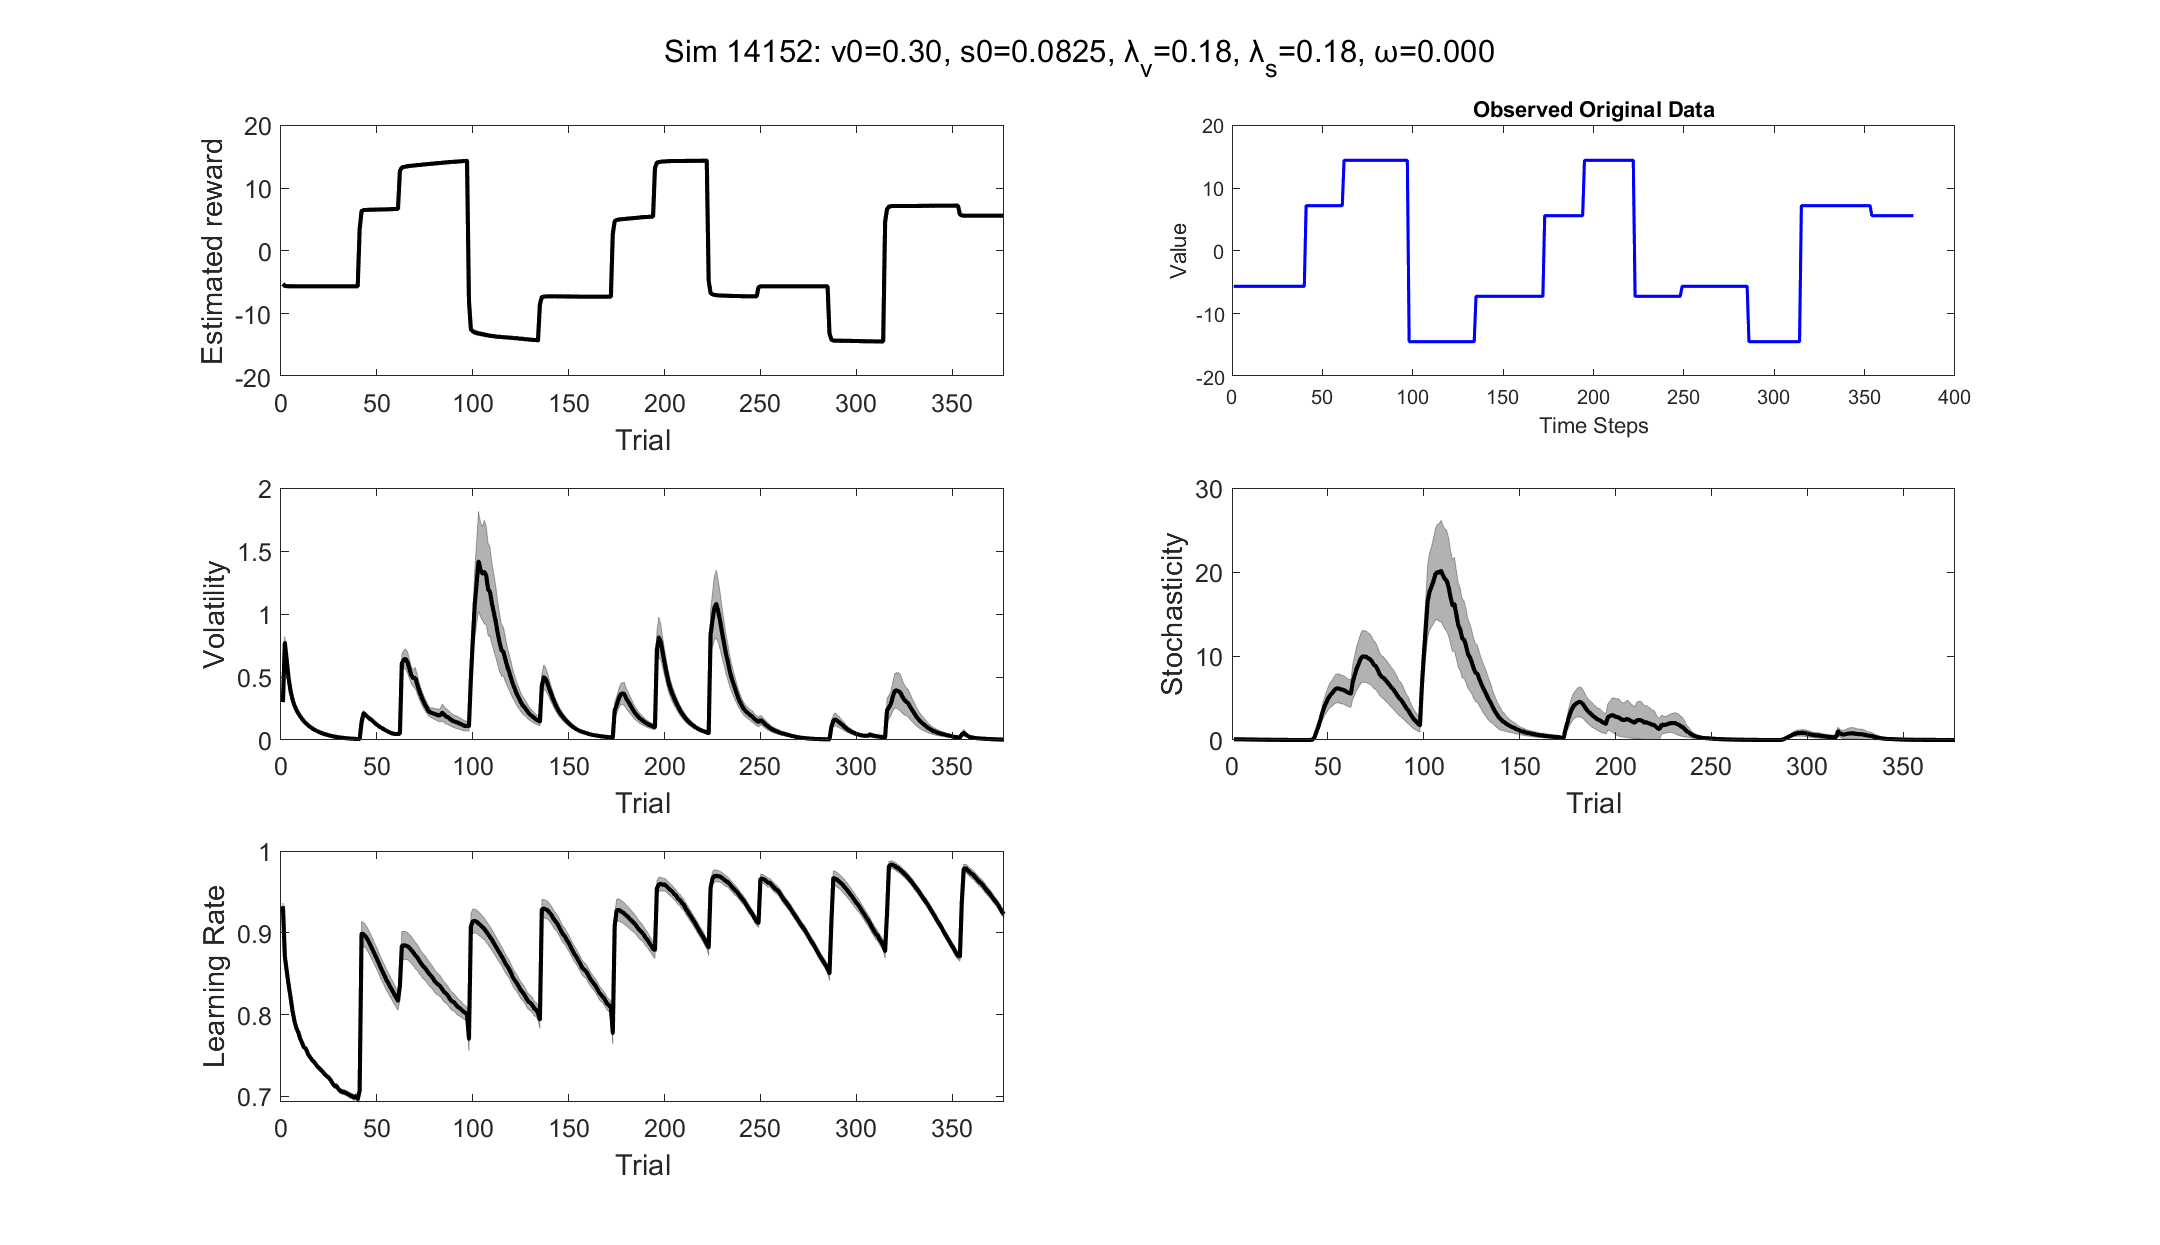 Sim 14152: v0=0.30, s0=0.0825, λ_v=0.18, λ_s=0.18, ω=0.000
Estimated reward
20
10
0
-10
-20
0 50 100 150 200 250 300 350
Trial
Observed Original Data
Value
20
10
0
-10
-20
0 50 100 150 200 250 300 350 400
Time Steps
Volatility
2
1.5
1
0.5
0
0 50 100 150 200 250 300 350
Trial
Stochasticity
30
20
10
0
0 50 100 150 200 250 300 350
Trial
Learning Rate
1
0.9
0.8
0.7
0 50 100 150 200 250 300 350
Trial